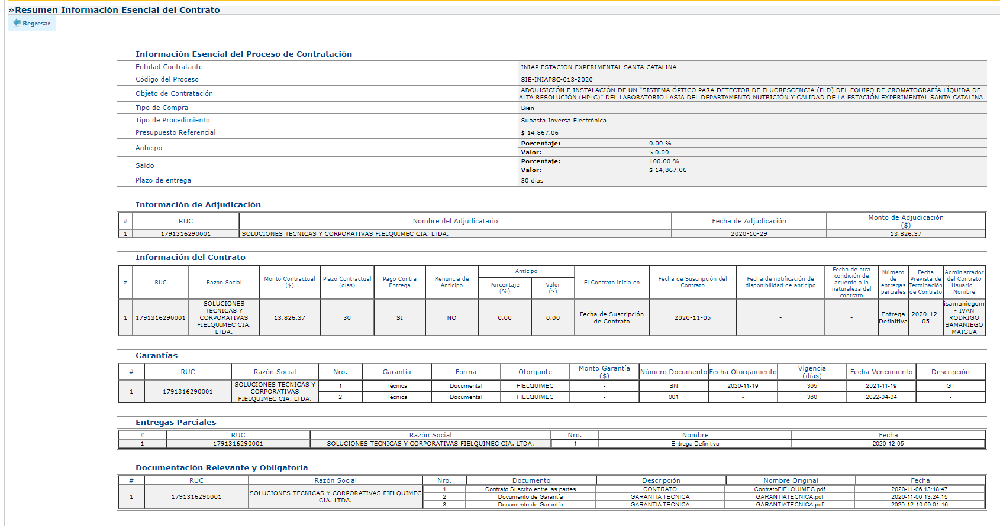 »Resumen Información Esencial del Contrato
Regresar
Información Esencial del Proceso de Contratación
Entidad Contratante INIAP ESTACION EXPERIMENTAL SANTA CATALINA
Código del Proceso SIE-INIAPSC-013-2020
Objeto de Contratación ADQUISICIÓN E INSTALACIÓN DE UN “SISTEMA ÓPTICO PARA DETECTOR DE FLUORESCENCIA (FLD) DEL EQUIPO DE CROMATOGRAFÍA LÍQUIDA DE
ALTA RESOLUCIÓN (HPLC)” DEL LABORATORIO LASIA DEL DEPARTAMENTO NUTRICIÓN Y CALIDAD DE LA ESTACIÓN EXPERIMENTAL SANTA CATALINA
Tipo de Compra Bien
Tipo de Procedimiento Subasta Inversa Electrónica
Presupuesto Referencial $ 14,867.06
Anticipo
Porcentaje: 0.00 %
Valor: $ 0.00
Saldo
Porcentaje: 100.00 %
Valor: $ 14,867.06
Plazo de entrega 30 días
Información de Adjudicación
# RUC Nombre del Adjudicatario Fecha de Adjudicación Monto de Adjudicación
($)
1 1791316290001 SOLUCIONES TECNICAS Y CORPORATIVAS FIELQUIMEC CIA. LTDA. 2020-10-29 13,826.37
Información del Contrato
#
RUC
Razón Social
Monto Contractual
($)
Plazo Contractual
(días)
Pago Contra
Entrega
Renuncia de
Anticipo
Anticipo
Porcentaje
(%)
Valor
($)
El Contrato inicia en
Fecha de Suscripción del
Contrato
Fecha de notificación de
disponibilidad de anticipo
Fecha de otra
condición de
acuerdo a la
naturaleza del
contrato
Número
de
entregas
parciales
Fecha
Prevista de
Terminación
de Contrato
Administrador
del Contrato
Usuario -
Nombre
1
1791316290001
SOLUCIONES
TECNICAS Y
CORPORATIVAS
FIELQUIMEC CIA.
LTDA.
13,826.37
30
SI
NO
0.00
0.00
Fecha de Suscripción
de Contrato
2020-11-05
-
-
Entrega
Definitiva
2020-12-
05
isamaniegom
- IVAN
RODRIGO
SAMANIEGO
MAIGUA
Garantías
# RUC Razón Social Nro. Garantía Forma Otorgante Monto Garantía
($) Número Documento Fecha Otorgamiento Vigencia
(días) Fecha Vencimiento Descripción
1 1791316290001
SOLUCIONES TECNICAS Y
CORPORATIVAS
FIELQUIMEC CIA. LTDA.
1 Técnica Documental FIELQUIMEC - SN 2020-11-19 365 2021-11-19 GT
2 Técnica Documental FIELQUIMEC - 001 - 360 2022-04-04 -
Entregas Parciales
# RUC Razón Social Nro. Nombre Fecha
1 1791316290001 SOLUCIONES TECNICAS Y CORPORATIVAS FIELQUIMEC CIA. LTDA. 1 Entrega Definitiva 2020-12-05
Documentación Relevante y Obligatoria
# RUC Razón Social Nro. Documento Descripción Nombre Original Fecha
1 1791316290001
SOLUCIONES TECNICAS Y CORPORATIVAS FIELQUIMEC
CIA. LTDA.
1 Contrato Suscrito entre las partes CONTRATO ContratoFIELQUIMEC.pdf 2020-11-06 13:18:47
2 Documento de Garantía GARANTIA TECNICA GARANTIATECNICA.pdf 2020-11-06 13:24:15
3 Documento de Garantía GARANTIA TECNICA GARANTIATECNICA.pdf 2020-12-10 09:01:16